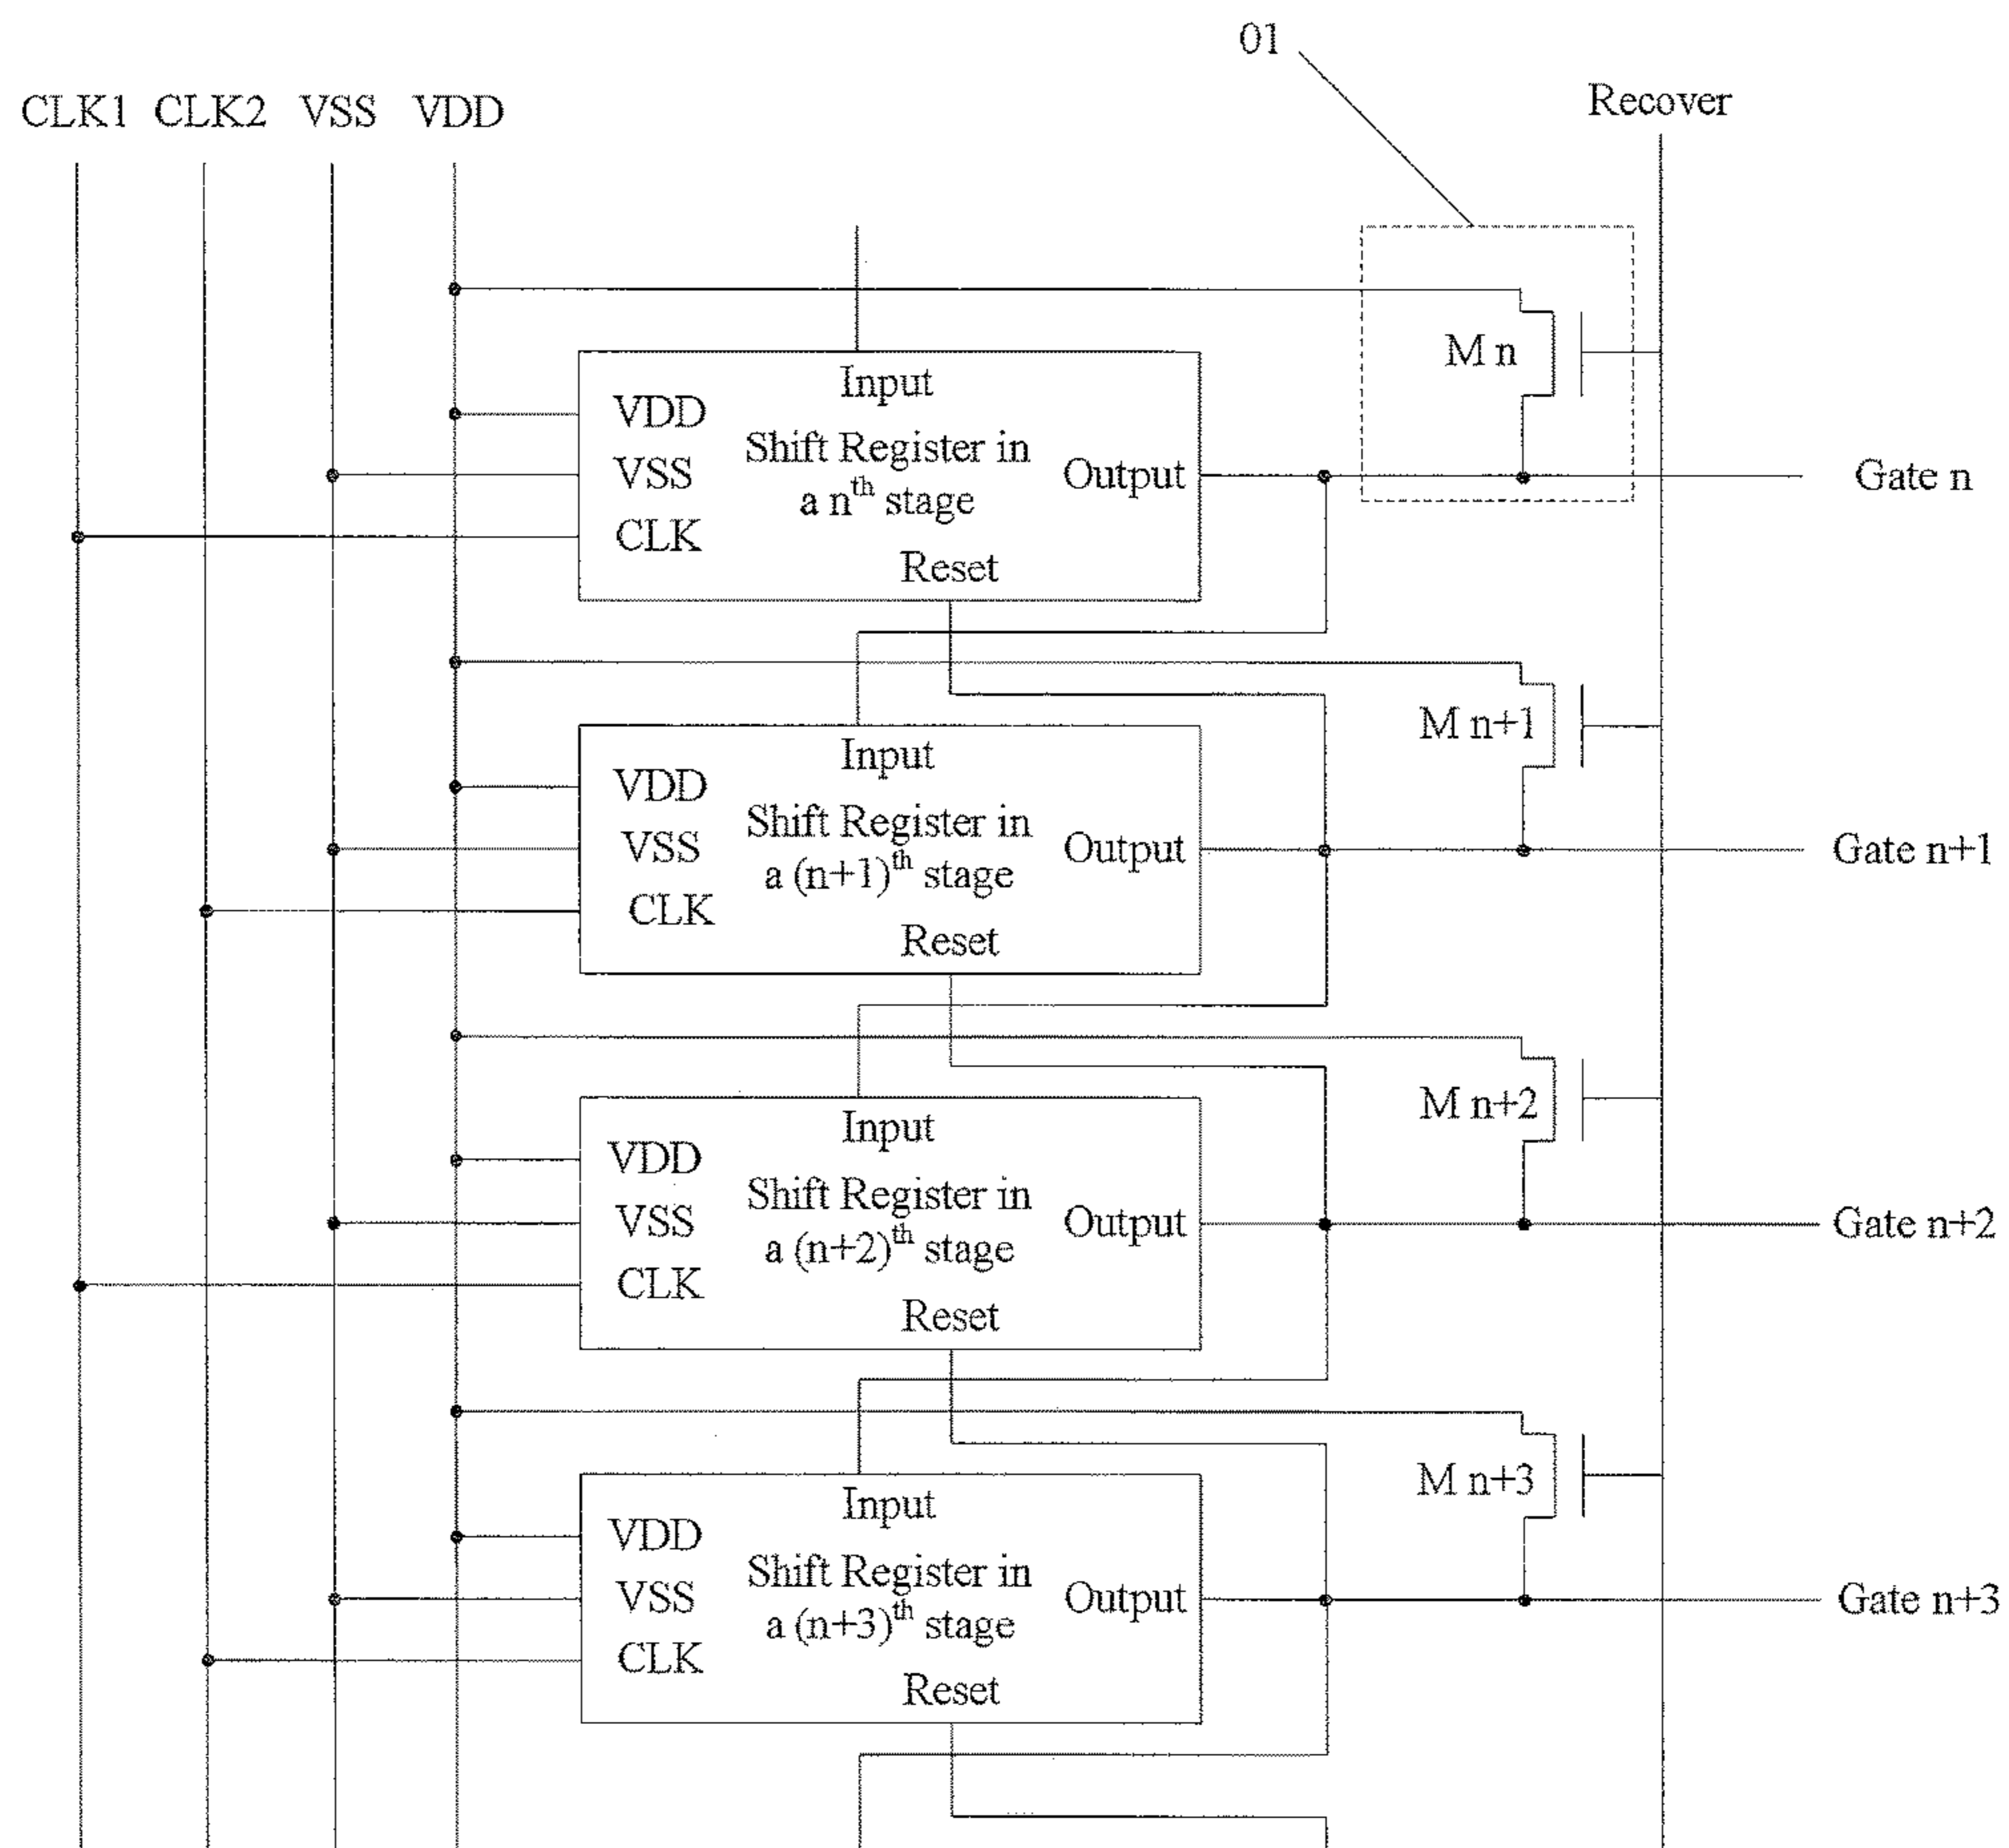 01
CLK1 CLK2 VSS VDD
Recover
M n
Input
VDD
Shift Register in
VSS
Output
a nth stage
CLK
Reset
Gate n
M n+1
Input
VDD
Shift Register in
VSS
Output
a (n+1)th stage
CLK
Reset
Gate n+1
M n+2
Input
VDD
Shift Register in
VSS
Output
a (n+2)th stage
CLK
Reset
Gate n+2
M n+3
Input
VDD
Shift Register in
VSS
Output
a (n+3)th stage
CLK
Reset
Gate n+3